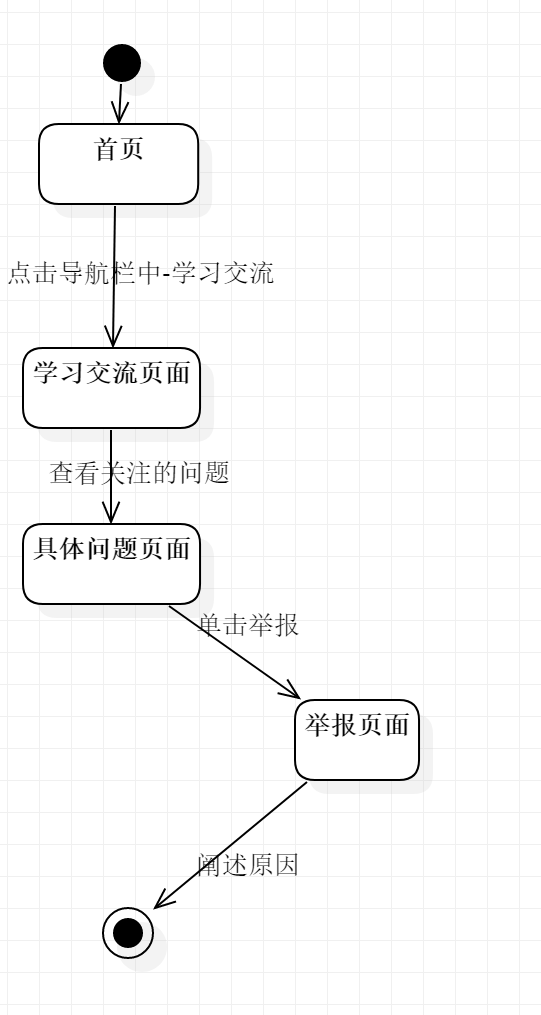 首页
点击导航栏中-学习交流
学习交流页面
查看关注的问题
具体问题页面
单击举报
举报页面
阐述原因